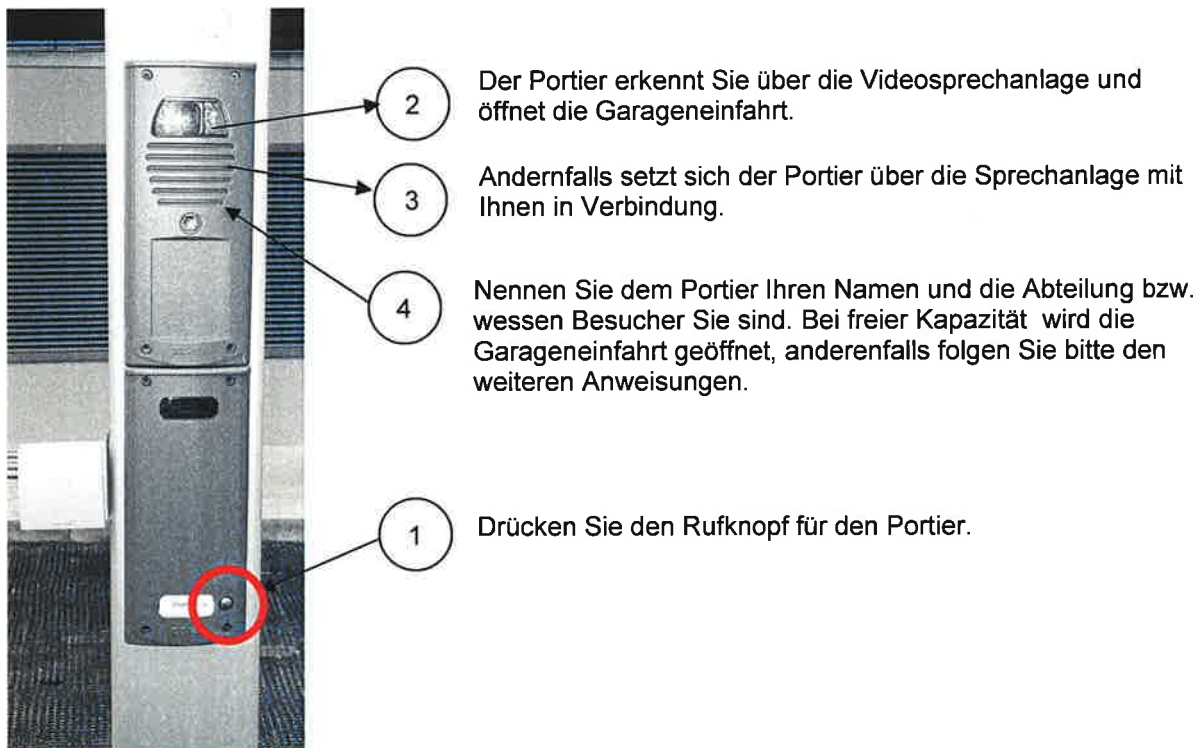 2
Der Portier erkennt Sie über die Videosprechanlage und
öffnet die Garageneinfahrt.
3
Andernfalls setzt sich der Portier über die Sprechanlage mit
Ihnen in Verbindung.
4
Nennen Sie dem Portier Ihren Namen und die Abteilung bzw.
wessen Besucher Sie sind. Bei freier Kapazität wird die
Garageneinfahrt geöffnet, anderenfalls folgen Sie bitte den
weiteren Anweisungen.
1
Drücken Sie den Rufknopf für den Portier.